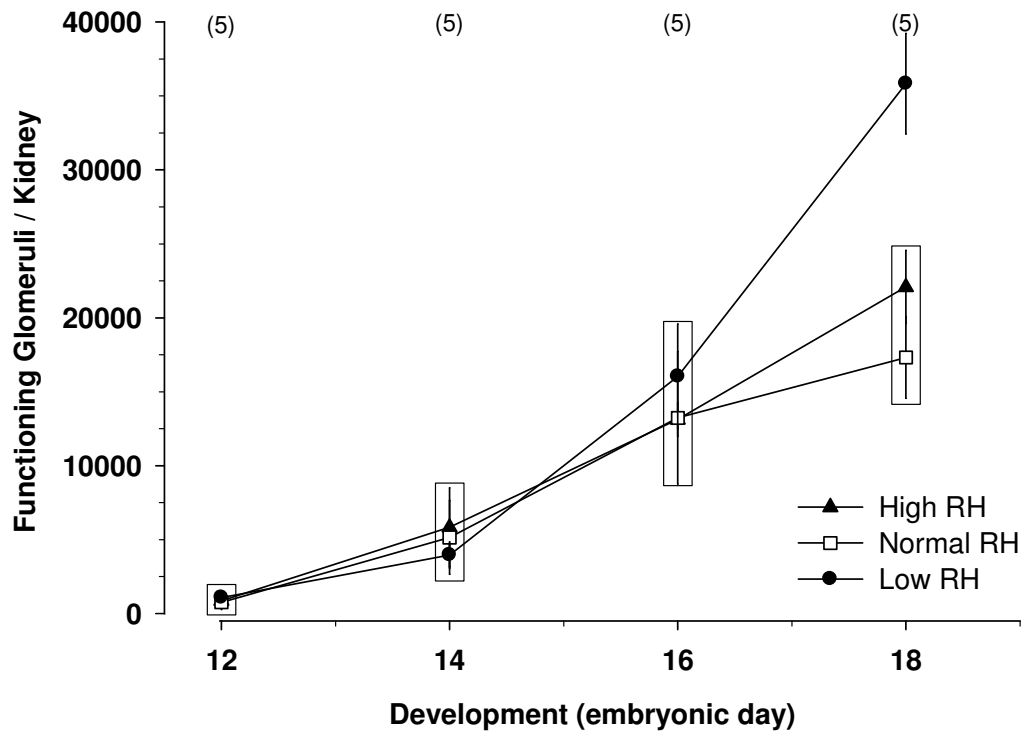 (5) (5) (5) (5)
40000
30000
20000
10000
0
Functioning Glomeruli / Kidney
High RH
Normal RH
Low RH
12 14 16 18
Development (embryonic day)